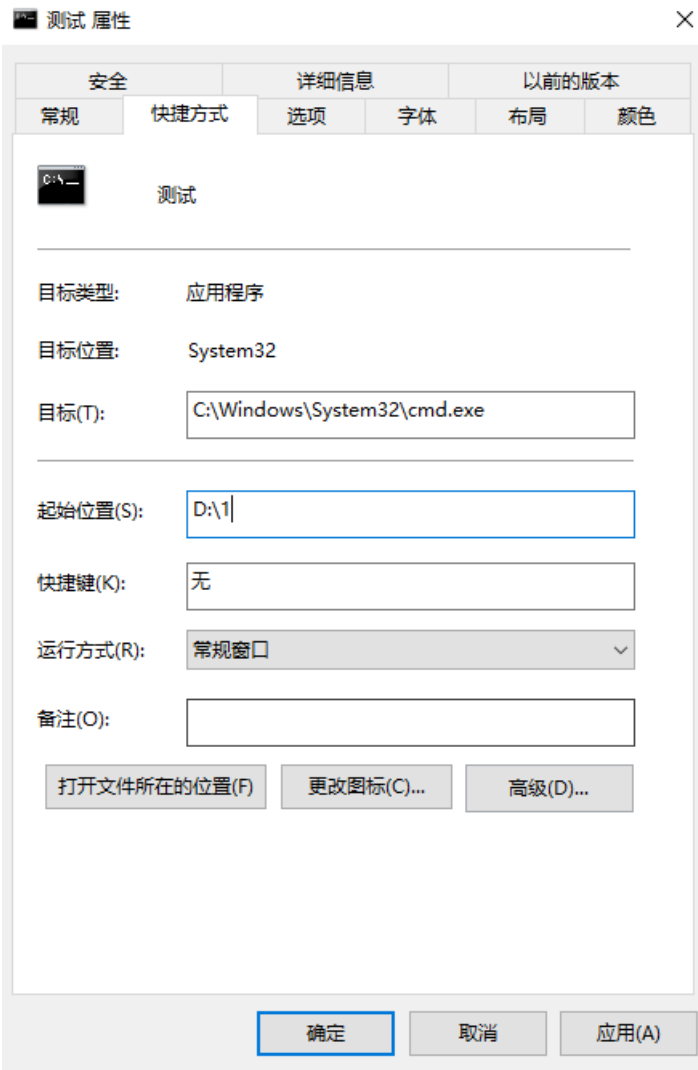 测试 属性
安全 详细信息 以前的版本
常规 快捷方式 选项 字体 布局 颜色
C:\
测试
目标类型: 应用程序
目标位置: System32
目标(T): C:\Windows\System32\cmd.exe
起始位置(S): D:\1
快捷键(K): 无
运行方式(R): 常规窗口
备注(O):
打开文件所在的位置(F) 更改图标(C)... 高级(D)...
确定 取消 应用(A)